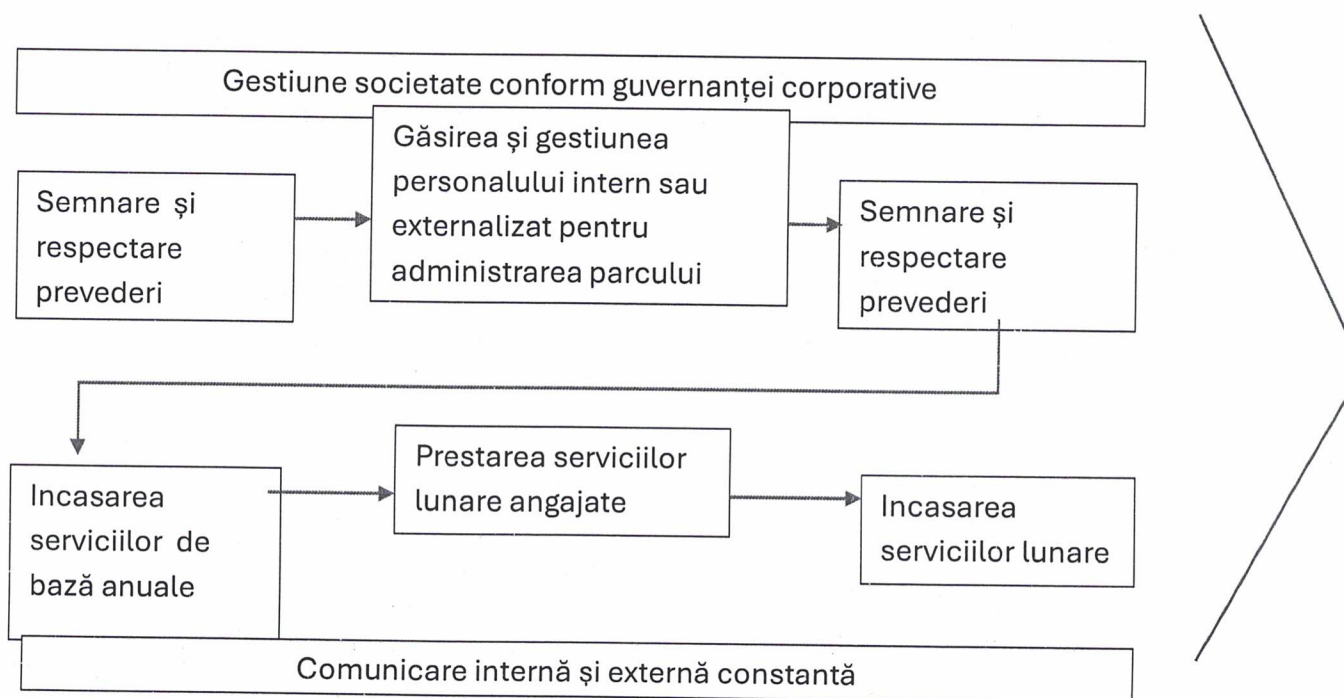 Gestiune societate conform guvernanței corporative
Găsirea și gestiunea
personalului intern sau
externalizat pentru
administrarea parcului
Semnare și
respectare
prevederi
Semnare și
respectare
prevederi
Incasarea
serviciilor de
bază anuale
Prestarea serviciilor
lunare angajate
Incasarea
serviciilor lunare
Comunicare internă și externă constantă